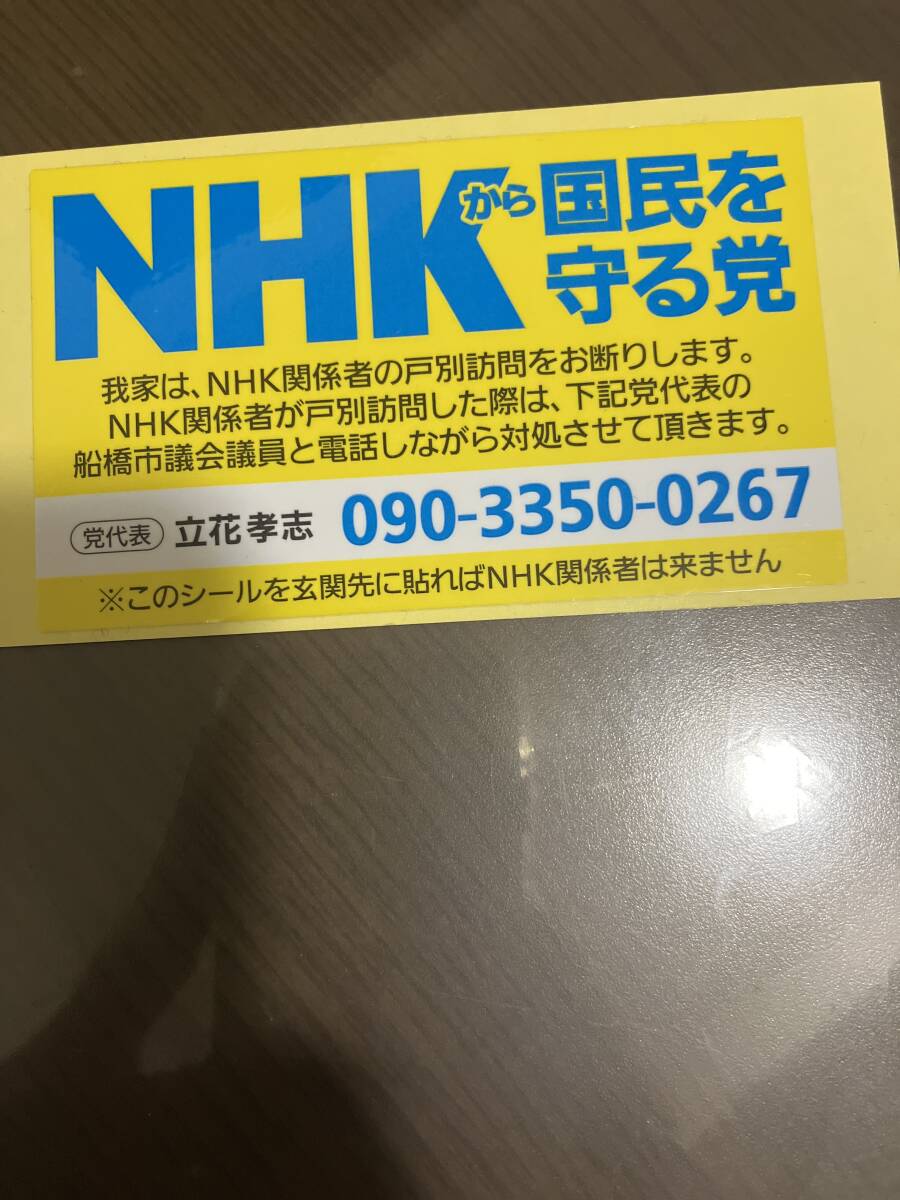 NHKから国民を
守る党
我家は、NHK関係者の戸別訪問をお断りします。
NHK関係者が戸別訪問した際は、下記党代表の
船橋市議会議員と電話しながら対処させて頂きます。
党代表 立花孝志 090-3350-0267
※このシールを玄関先に貼ればNHK関係者は来ません